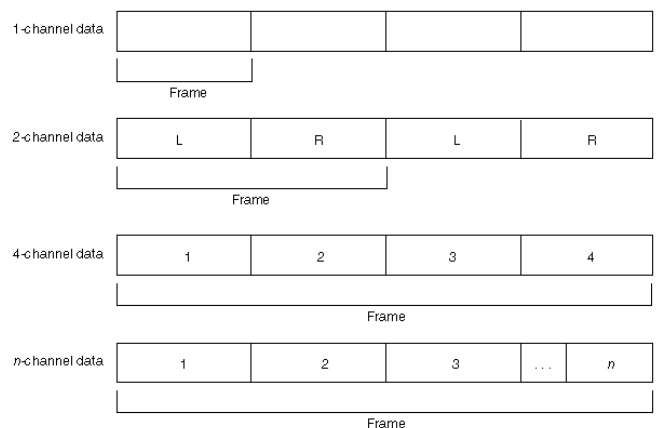 1-channel data
Frame
2-channel data L R L R
Frame
4-channel data 1 2 3 4
Frame
n-channel data 1 2 3 ... n
Frame